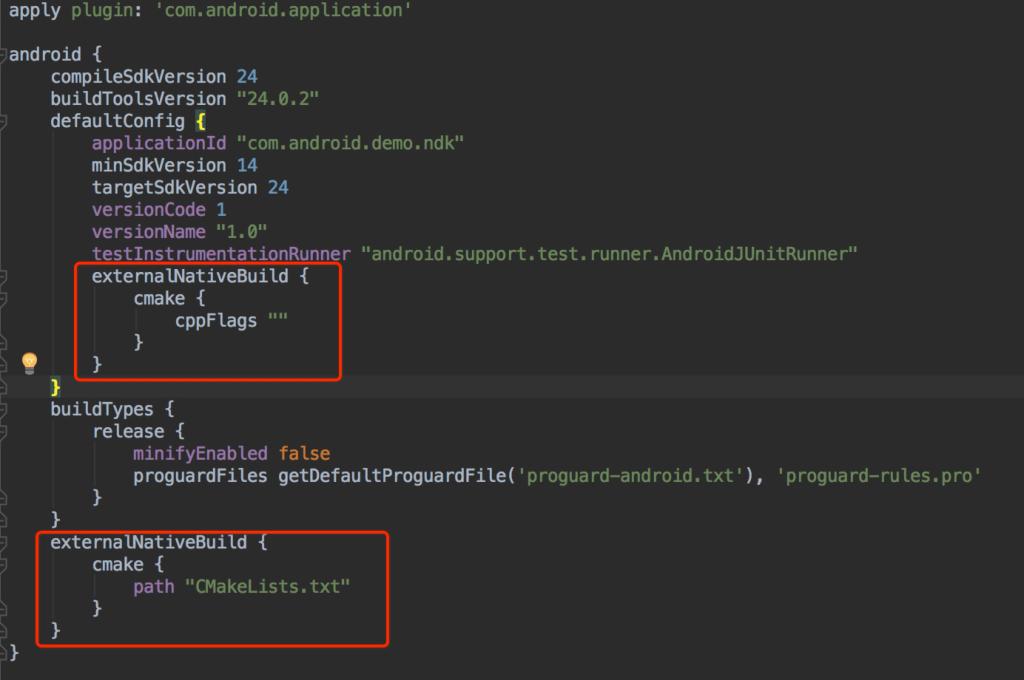 apply plugin: 'com.android.application'
android {
compileSdkVersion 24
buildToolsVersion "24.0.2"
defaultConfig {
applicationId "com.android.demo.ndk"
minSdkVersion 14
targetSdkVersion 24
versionCode 1
versionName "1.0"
testInstrumentationRunner "android.support.test.runner.AndroidJUnitRunner"
externalNativeBuild {
cmake {
cppFlags ""
}
}
}
buildTypes {
release {
minifyEnabled false
proguardFiles getDefaultProguardFile('proguard-android.txt'), 'proguard-rules.pro'
}
}
externalNativeBuild {
cmake {
path "CMakeLists.txt"
}
}
}